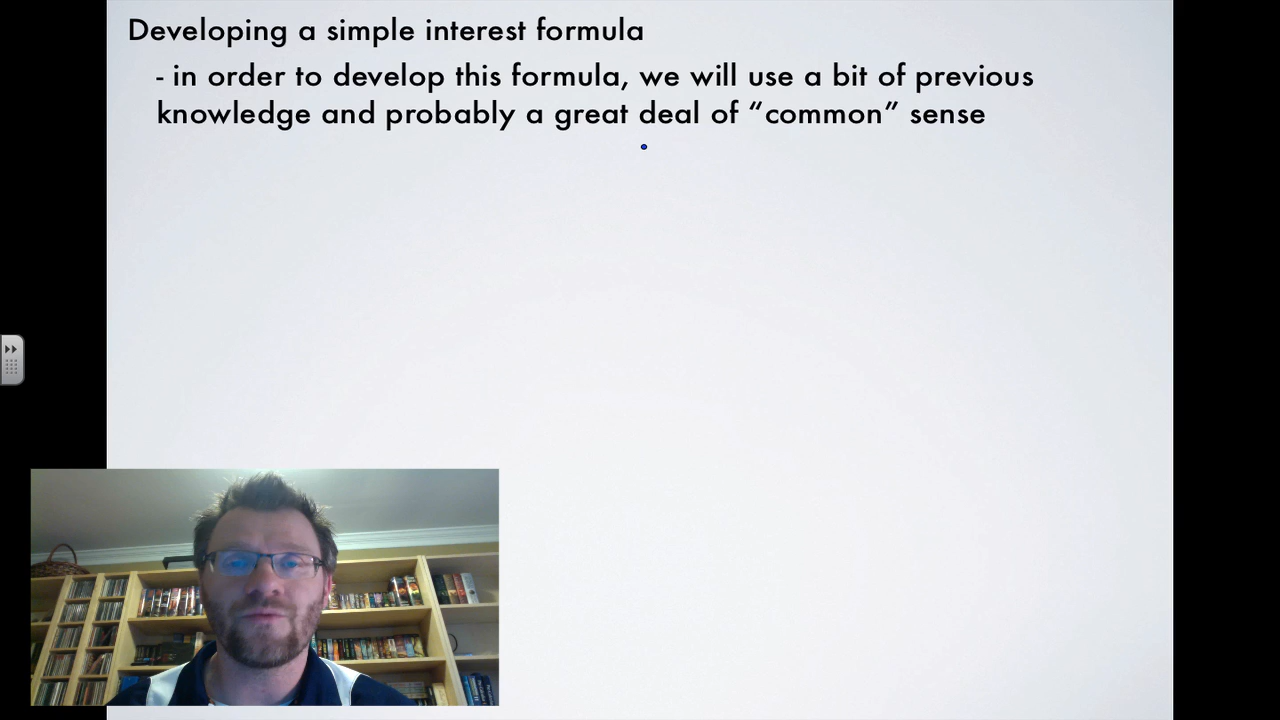 Developing a simple interest formula
- in order to develop this formula, we will use a bit of previous
knowledge and probably a great deal of “common” sense